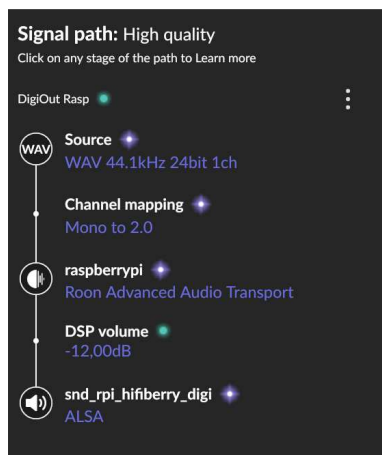 Signal path: High quality
Click on any stage of the path to Learn more
DigiOut Rasp
WAV
Source
WAV 44.1kHz 24bit 1ch
Channel mapping
Mono to 2.0
raspberrypi
Roon Advanced Audio Transport
DSP volume
-12,00dB
snd_rpi_hifiberry_digi
ALSA